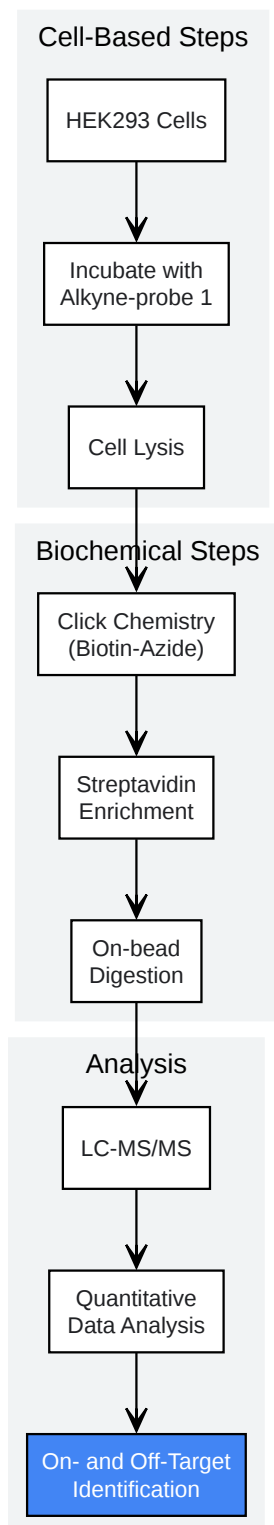 Cell-Based Steps
HEK293 Cells
Incubate with
Alkyne-probe 1
Cell Lysis
Biochemical Steps
Click Chemistry
(Biotin-Azide)
Streptavidin
Enrichment
On-bead
Digestion
Analysis
LC-MS/MS
Quantitative
Data Analysis
On- and Off-Target
Identification